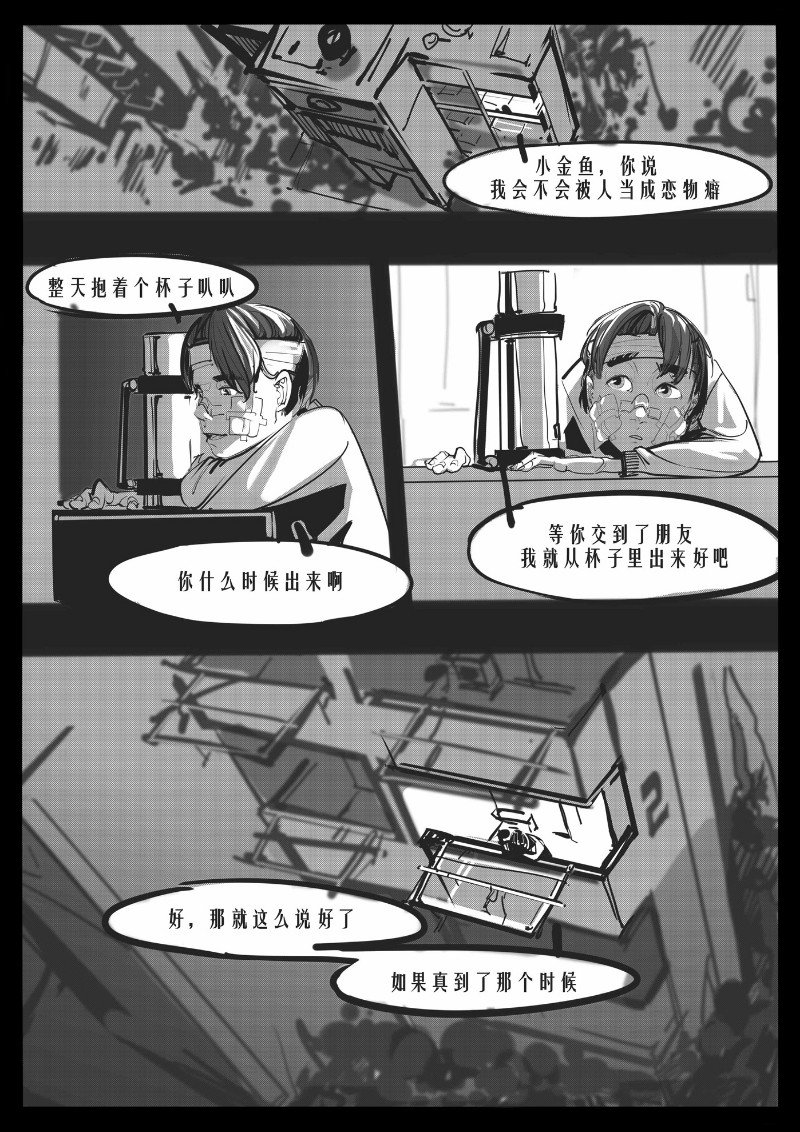 小金鱼，你说
我会不会被人当成恋物癖
整天抱着个杯子叭叭
你什么时候出来啊
等你交到了朋友
我就从杯子里出来好吧
2
好，那就这么说好了
如果真到了那个时候